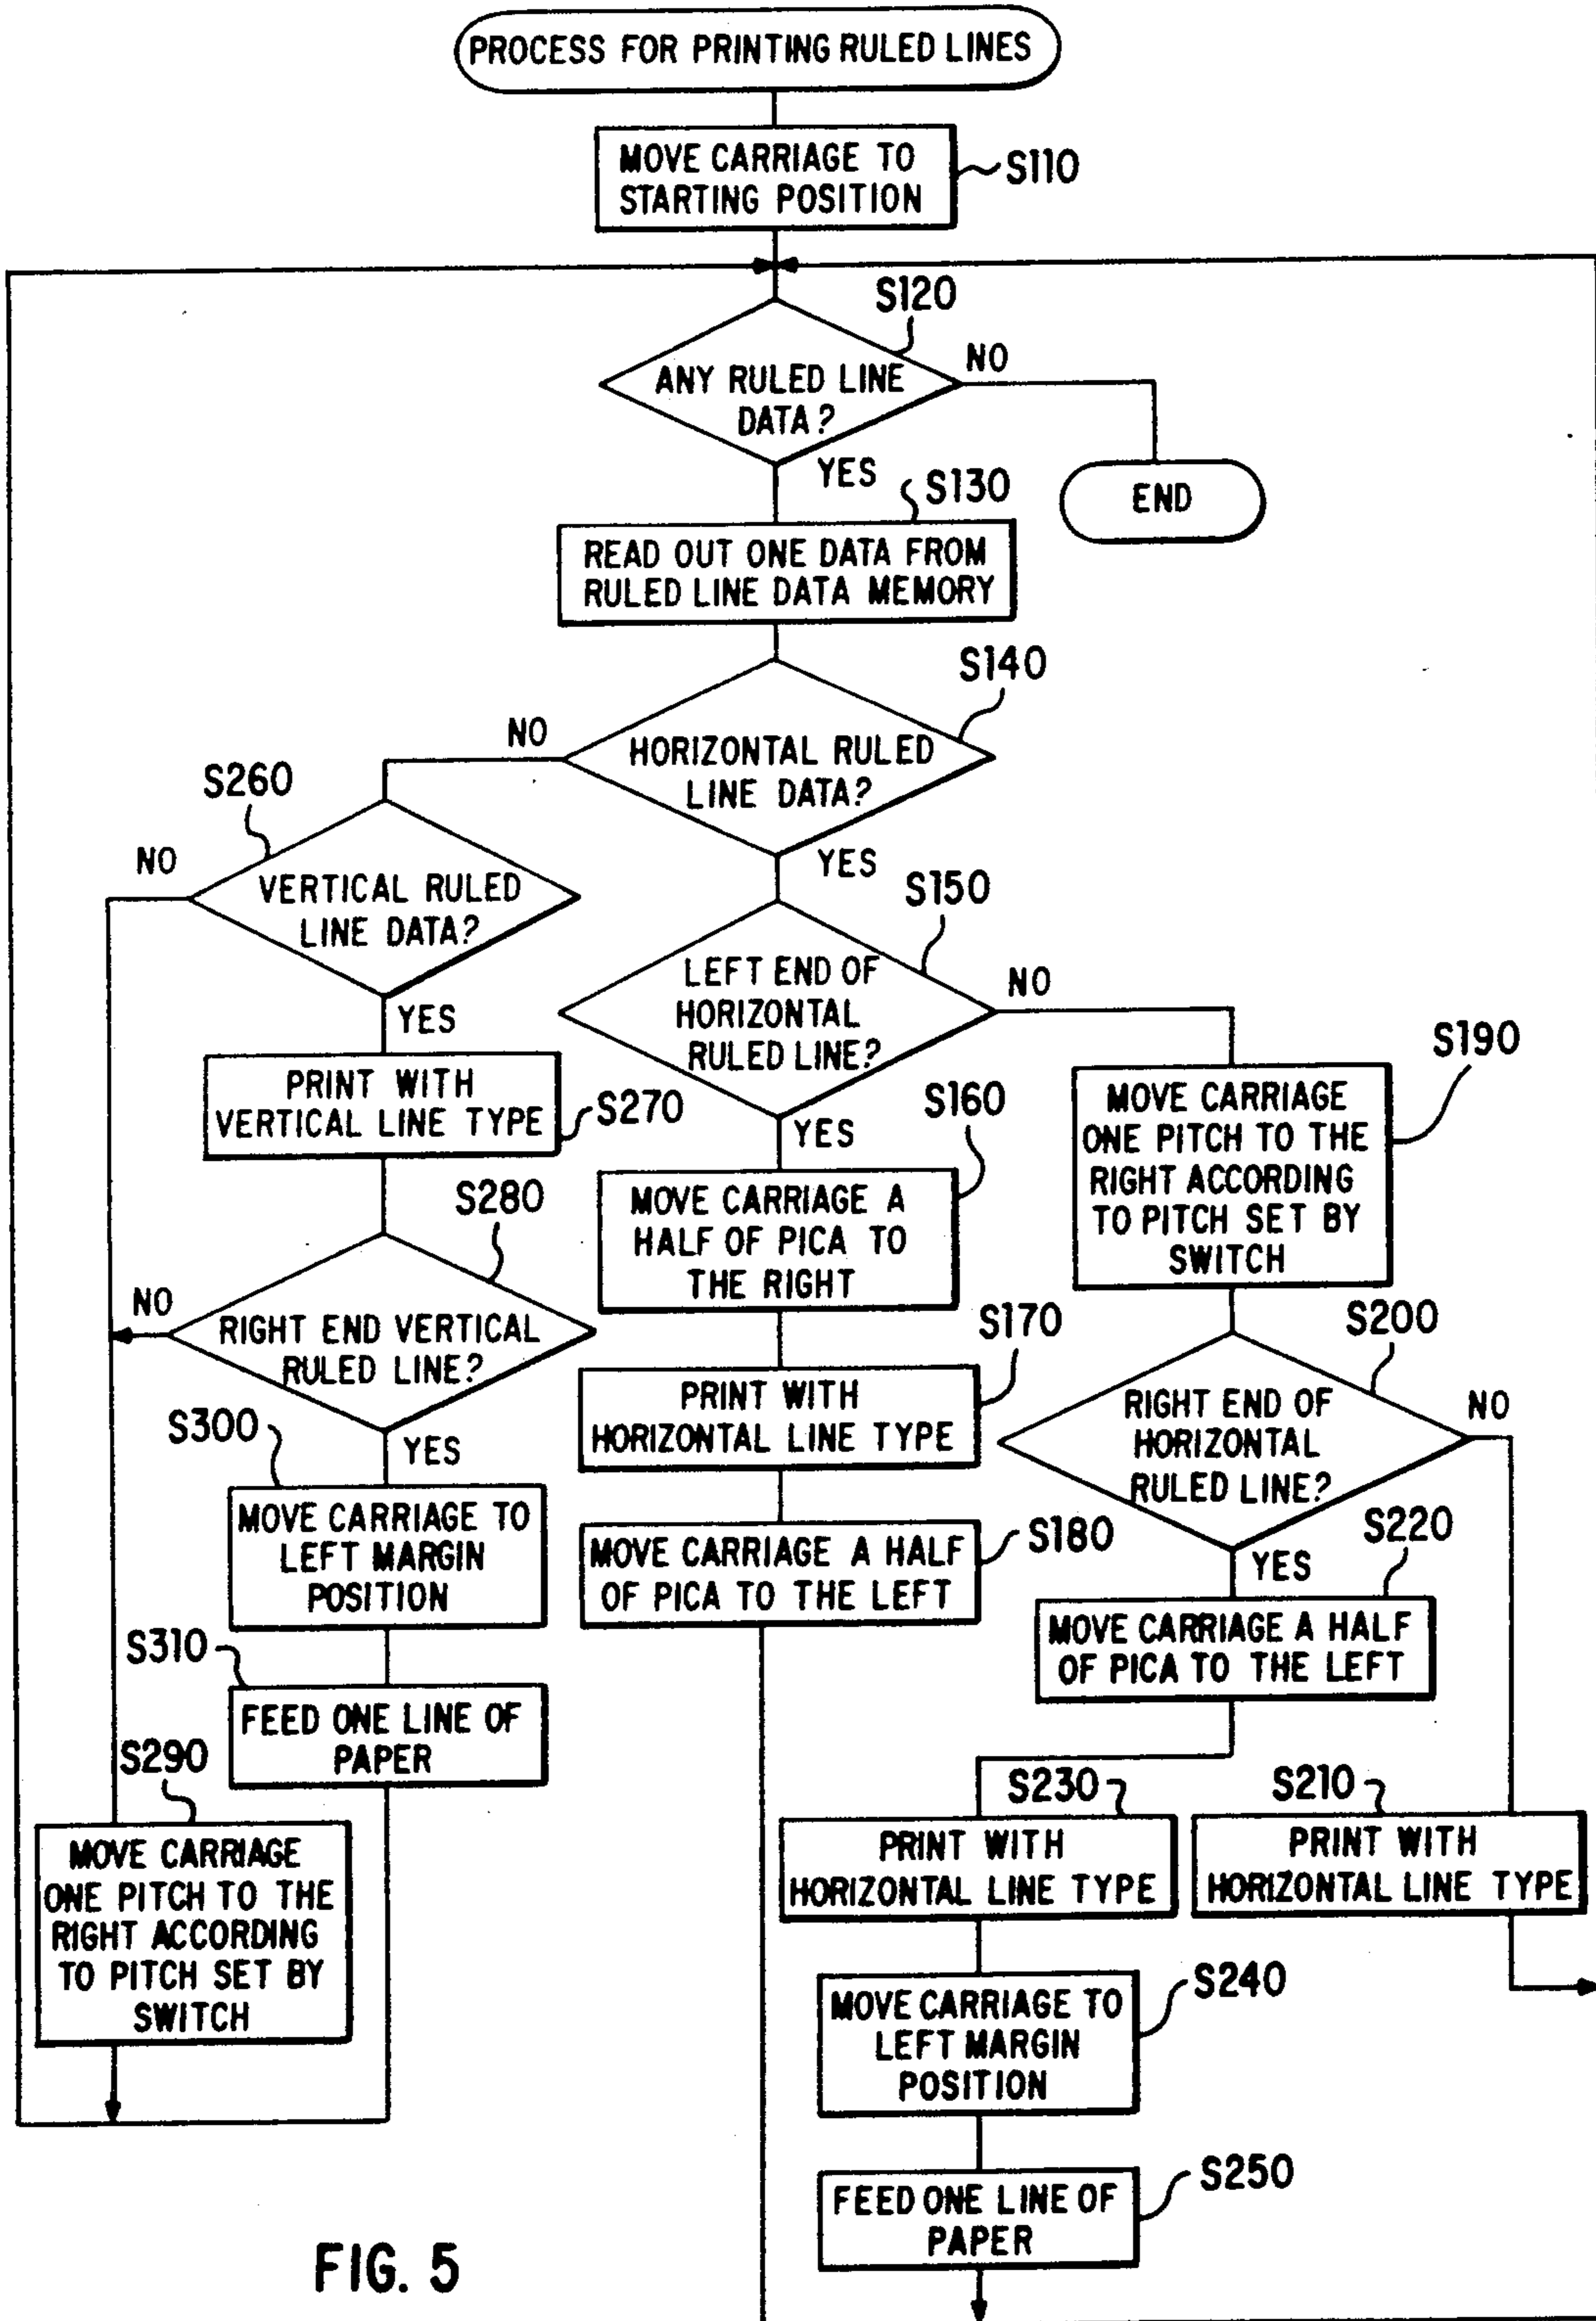 PROCESS FOR PRINTING RULED LINES
MOVE CARRIAGE TO
STARTING POSITION
S110
S120
ANY RULED LINE
DATA?
NO
YES
END
S130
READ OUT ONE DATA FROM
RULED LINE DATA MEMORY
S140
HORIZONTAL RULED
LINE DATA?
NO
YES
S260
VERTICAL RULED
LINE DATA?
NO
YES
S150
LEFT END OF
HORIZONTAL
RULED LINE?
NO
YES
PRINT WITH
VERTICAL LINE TYPE
S270
S160
MOVE CARRIAGE A
HALF OF PICA TO
THE RIGHT
S190
MOVE CARRIAGE
ONE PITCH TO THE
RIGHT ACCORDING
TO PITCH SET BY
SWITCH
S280
RIGHT END VERTICAL
RULED LINE?
NO
YES
S170
PRINT WITH
HORIZONTAL LINE TYPE
S200
RIGHT END OF
HORIZONTAL
RULED LINE?
NO
YES
S300
MOVE CARRIAGE TO
LEFT MARGIN
POSITION
S180
MOVE CARRIAGE A HALF
OF PICA TO THE LEFT
S220
MOVE CARRIAGE A HALF
OF PICA TO THE LEFT
S310
FEED ONE LINE OF
PAPER
S290
MOVE CARRIAGE
ONE PITCH TO THE
RIGHT ACCORDING
TO PITCH SET BY
SWITCH
S230
PRINT WITH
HORIZONTAL LINE TYPE
S210
PRINT WITH
HORIZONTAL LINE TYPE
S240
MOVE CARRIAGE TO
LEFT MARGIN
POSITION
S250
FEED ONE LINE OF
PAPER
FIG. 5